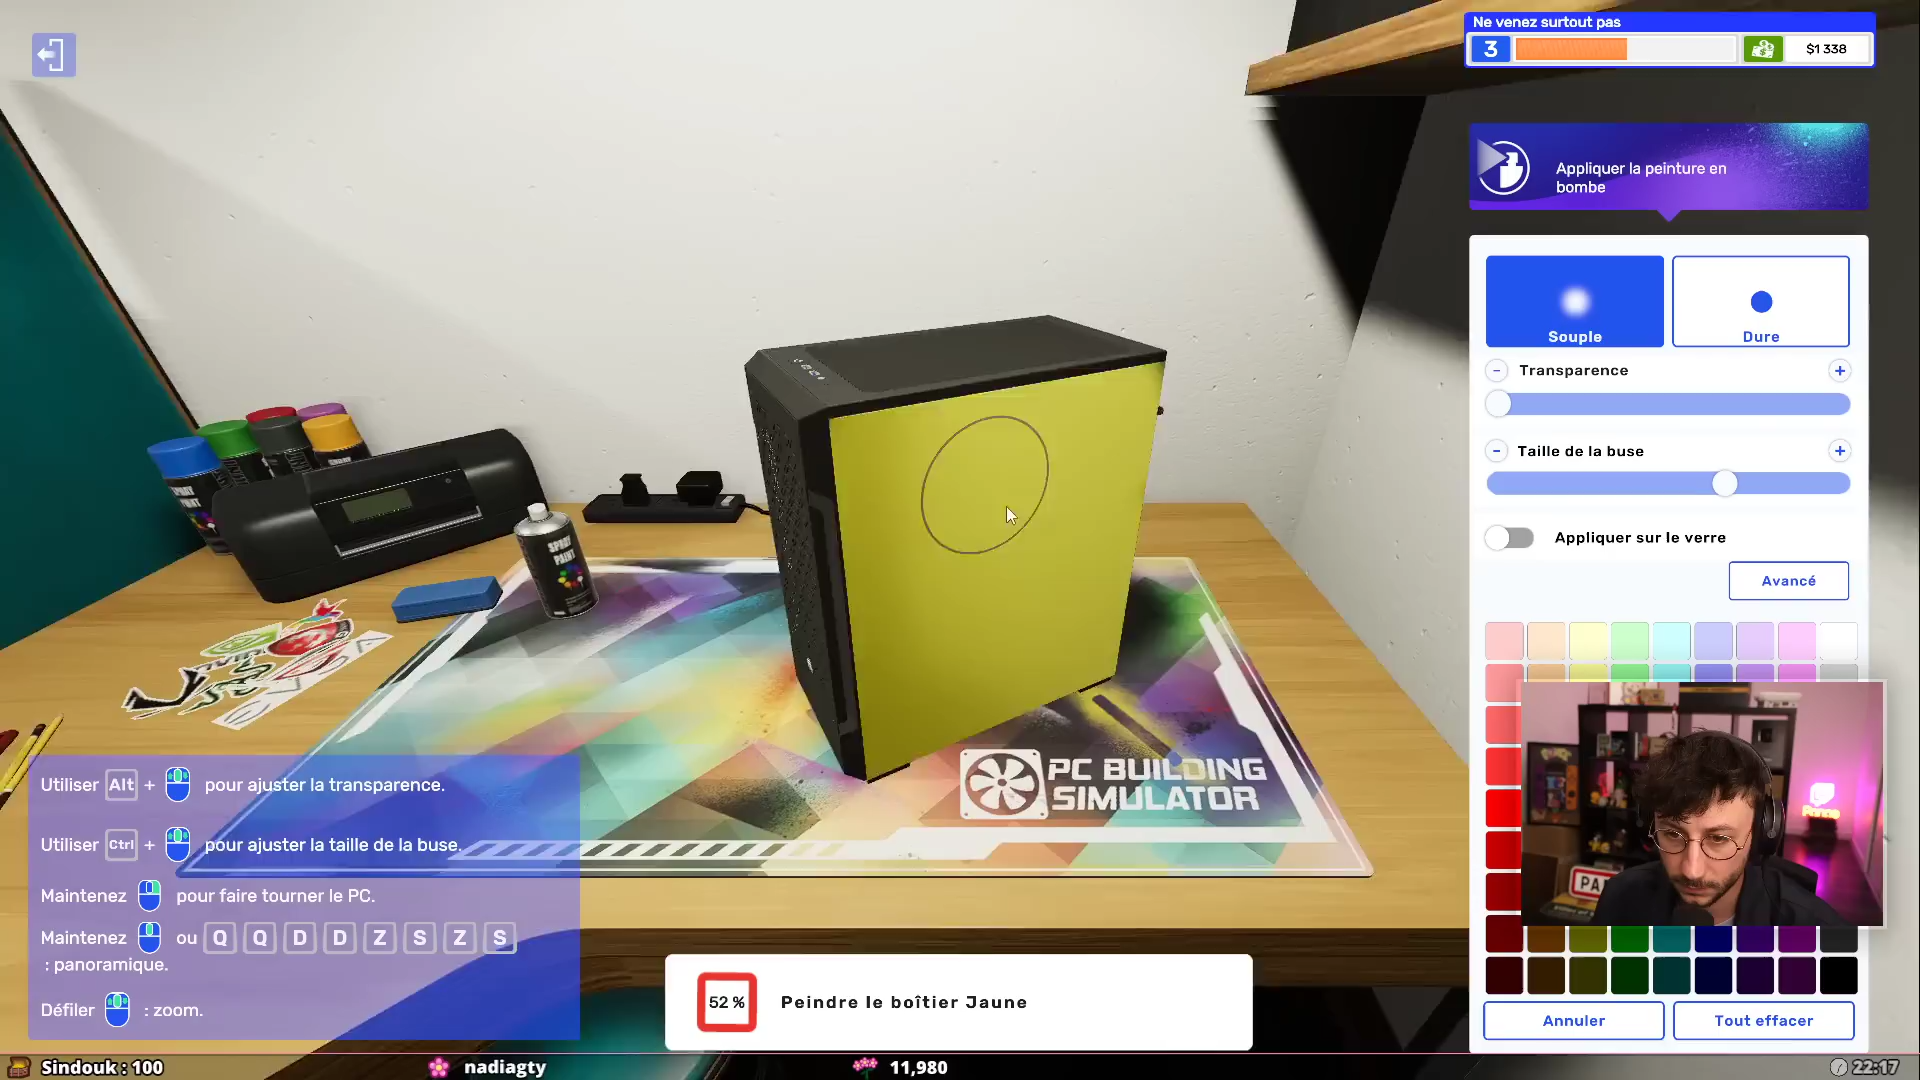 Ne venez surtout pas
3
$1 338
Appliquer la peinture en
bombe
Souple
Dure
Transparence
Taille de la buse
Appliquer sur le verre
Avancé
SPRAY
PAINT
PC BUILDING
SIMULATOR
Utiliser Alt + pour ajuster la transparence.
Utiliser Ctrl + pour ajuster la taille de la buse.
Maintenez pour faire tourner le PC.
Maintenez ou Q Q D D Z S Z S
: panoramique.
Défiler : zoom.
52 %
Peindre le boîtier Jaune
Annuler
Tout effacer
Sindouk : 100
nadiagty
11,980
22:17